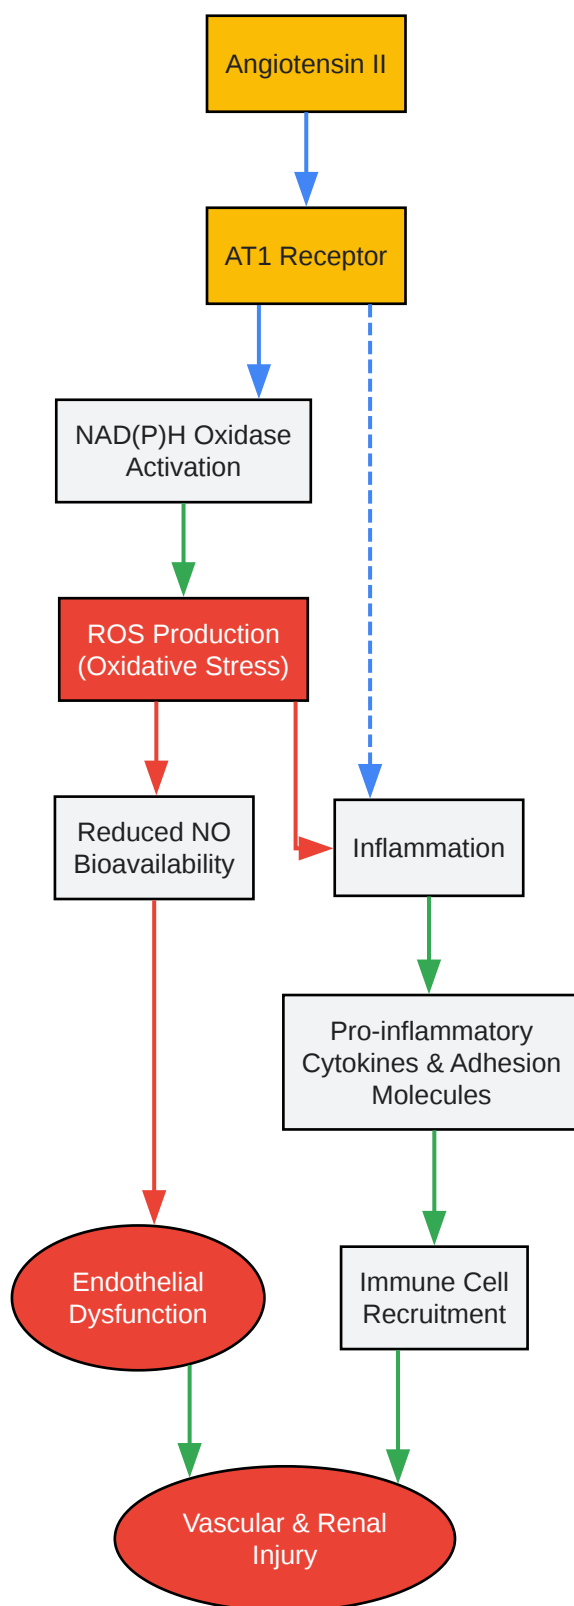 Angiotensin II
AT1 Receptor
NAD(P)H Oxidase
Activation
ROS Production
(Oxidative Stress)
Reduced NO
Bioavailability
Inflammation
Pro-inflammatory
Cytokines & Adhesion
Molecules
Endothelial
Dysfunction
Immune Cell
Recruitment
Vascular & Renal
Injury